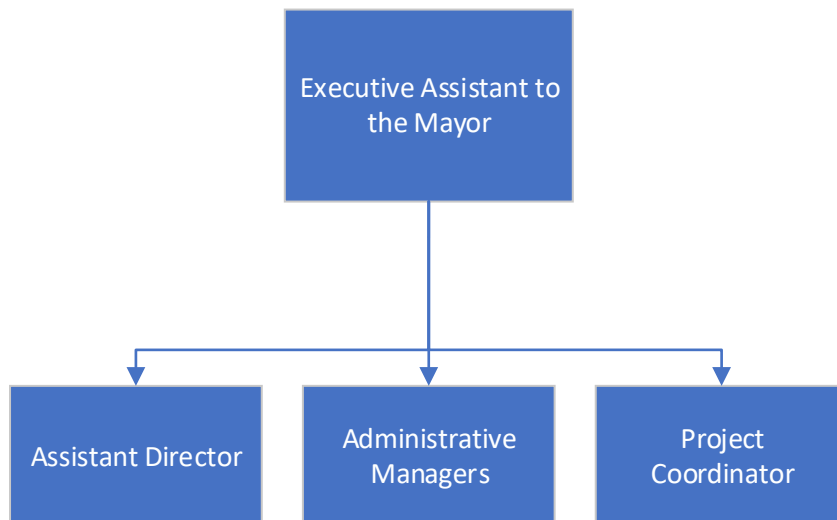 Executive Assistant to
the Mayor
Assistant Director
Administrative
Managers
Project
Coordinator